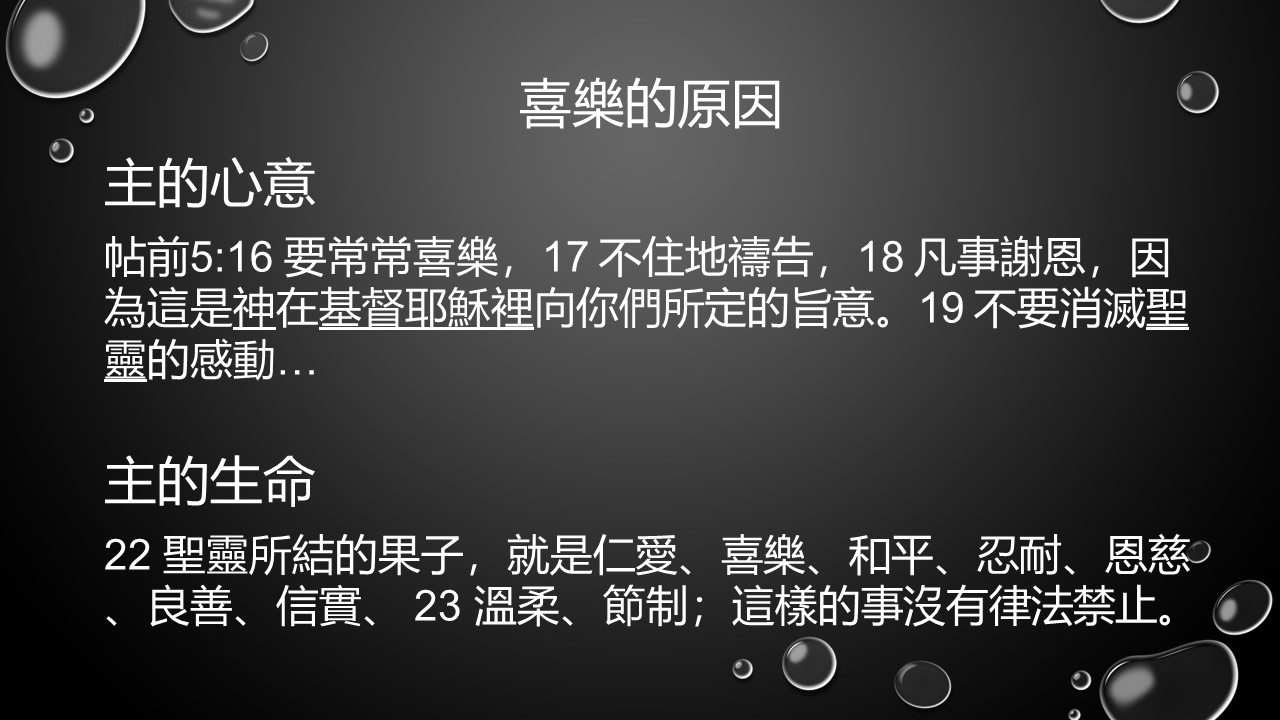 喜樂的原因
主的心意
帖前5:16 要常常喜樂，17 不住地禱告，18 凡事謝恩，因
為這是神在基督耶穌裡向你們所定的旨意。19 不要消滅聖
靈的感動…
主的生命
22 聖靈所結的果子，就是仁愛、喜樂、和平、忍耐、恩慈
、良善、信實、 23 溫柔、節制；這樣的事沒有律法禁止。